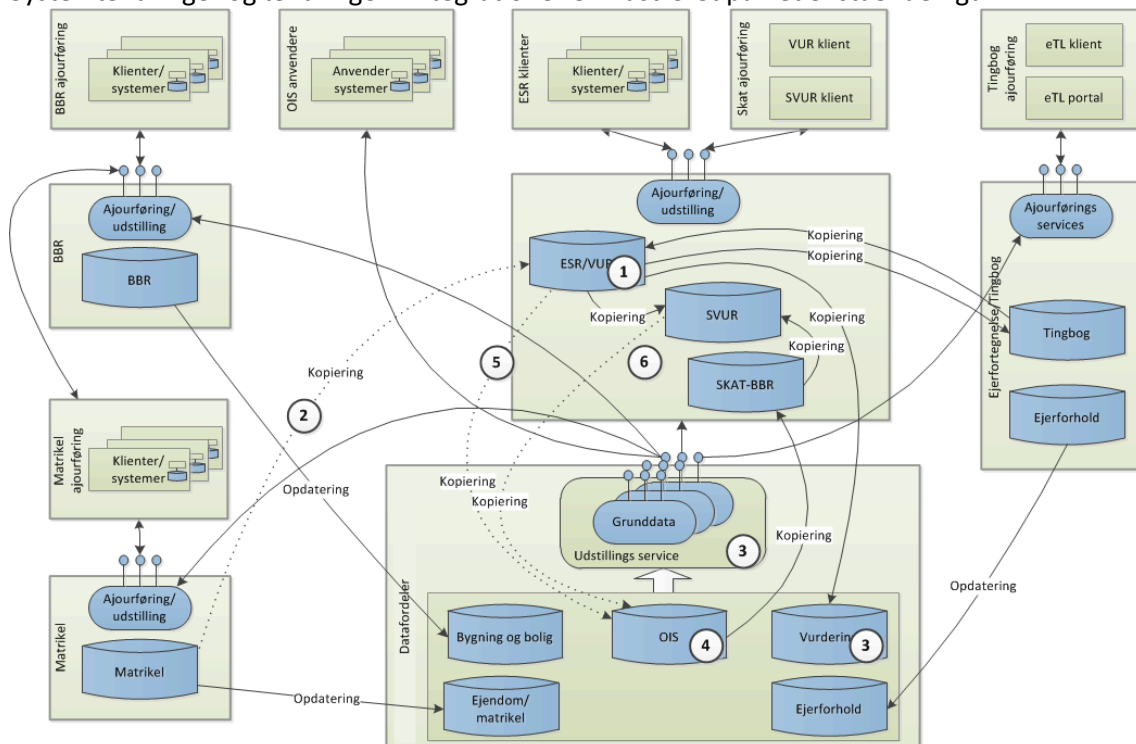 BBR ajourføring
Klienter/
systemer
OIS anvendere
Anvender
systemer
ESR klienter
Klienter/
systemer
Skat ajourføring
VUR klient
SVUR klient
Tingbog
ajourføring
eTL klient
eTL portal
BBR
Ajourføring/
udstilling
BBR
Ajourføring/
udstilling
ESR/VUR
1
Kopiering
Kopiering
Kopiering
Kopiering
SVUR
Kopiering
SKAT-BBR
5
6
Ejerfortegnelse/Tingbog
Ajourførings
services
Tingbog
Ejerforhold
Kopiering
2
Matrikel
ajourføring
Klienter/
systemer
Opdatering
Kopiering
Kopiering
Kopiering
Grunddata
Udstillings service
3
Matrikel
Ajourføring/
udstilling
Matrikel
Opdatering
Opdatering
Datafordeler
Bygning og bolig
OIS
4
3
Ejendom/
matrikel
Ejerforhold